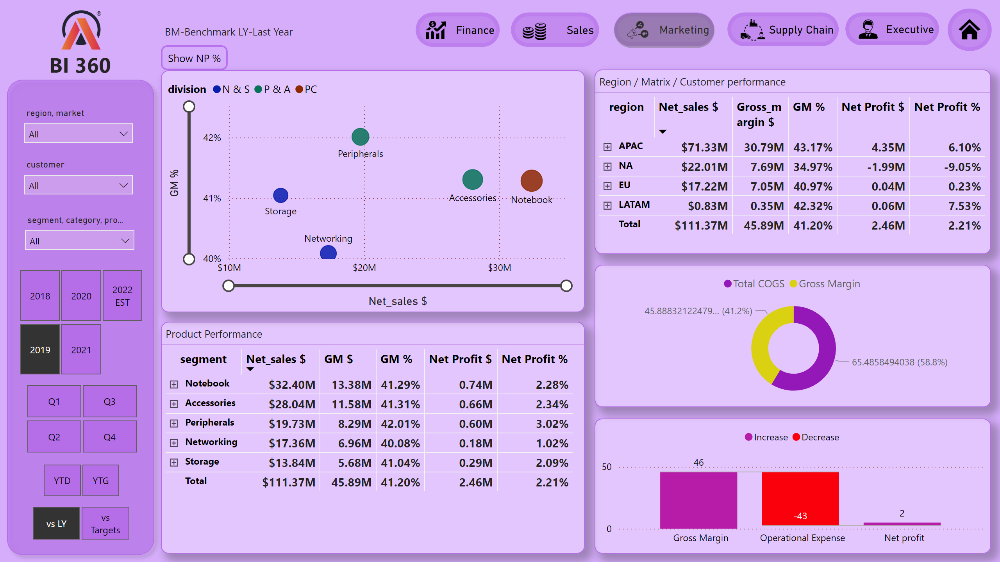 ®
BI 360
BM-Benchmark LY-Last Year
Show NP %
Finance
Sales
Marketing
Supply Chain
Executive
region, market
All
customer
All
segment, category, pro...
All
2018 2020 2022 EST
2019 2021
Q1 Q3
Q2 Q4
YTD YTG
vs LY vs Targets
division N & S P & A PC
GM %
42%
41%
40%
Peripherals
Accessories
Notebook
Storage
Networking
$10M $20M $30M
Net_sales $
Product Performance
segment Net_sales $ GM $ GM % Net Profit $ Net Profit %
Notebook $32.40M 13.38M 41.29% 0.74M 2.28%
Accessories $28.04M 11.58M 41.31% 0.66M 2.34%
Peripherals $19.73M 8.29M 42.01% 0.60M 3.02%
Networking $17.36M 6.96M 40.08% 0.18M 1.02%
Storage $13.84M 5.68M 41.04% 0.29M 2.09%
Total $111.37M 45.89M 41.20% 2.46M 2.21%
Region / Matrix / Customer performance
region Net_sales $ Gross_m argin $ GM % Net Profit $ Net Profit %
APAC $71.33M 30.79M 43.17% 4.35M 6.10%
NA $22.01M 7.69M 34.97% -1.99M -9.05%
EU $17.22M 7.05M 40.97% 0.04M 0.23%
LATAM $0.83M 0.35M 42.32% 0.06M 7.53%
Total $111.37M 45.89M 41.20% 2.46M 2.21%
Total COGS Gross Margin
45.88832122479... (41.2%)
65.4858494038 (58.8%)
Increase Decrease
50
0
46
-43
2
Gross Margin Operational Expense Net profit